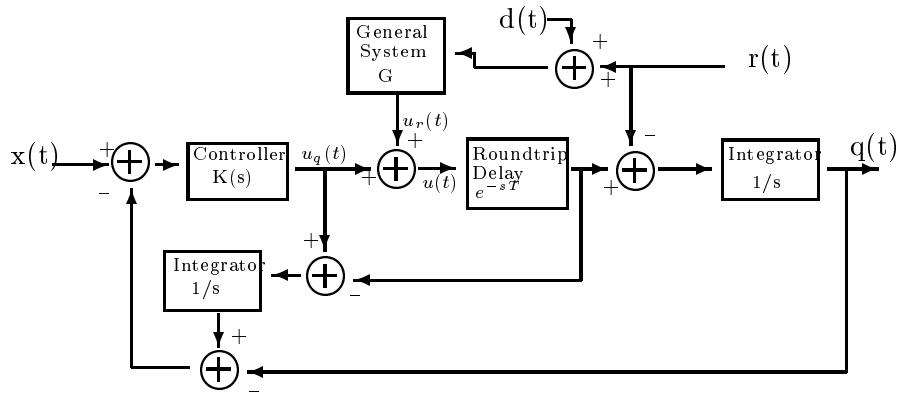 d(t)
General
System
G
+
+
r(t)
u_r(t)
+
−
x(t)
+
−
Controller
K(s)
u_q(t)
+
u(t)
Roundtrip
Delay
e^{-sT}
+
Integrator
1/s
q(t)
+
−
Integrator
1/s
+
−